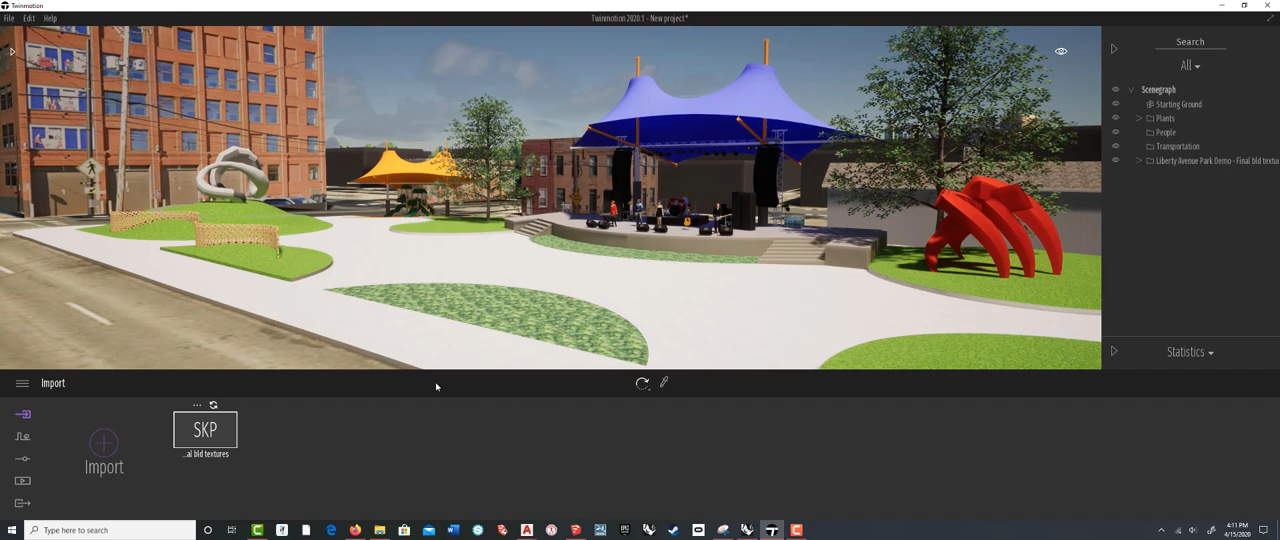 Twinmotion
Twinmotion 2020.1 - New project*
File Edit Help
Search
All
Scenegraph
Starting Ground
Plants
People
Transportation
Liberty Avenue Park Demo - Final bld textu
Statistics
Import
SKP
...al bld textures
Import
Type here to search
4:11 PM
4/15/2020